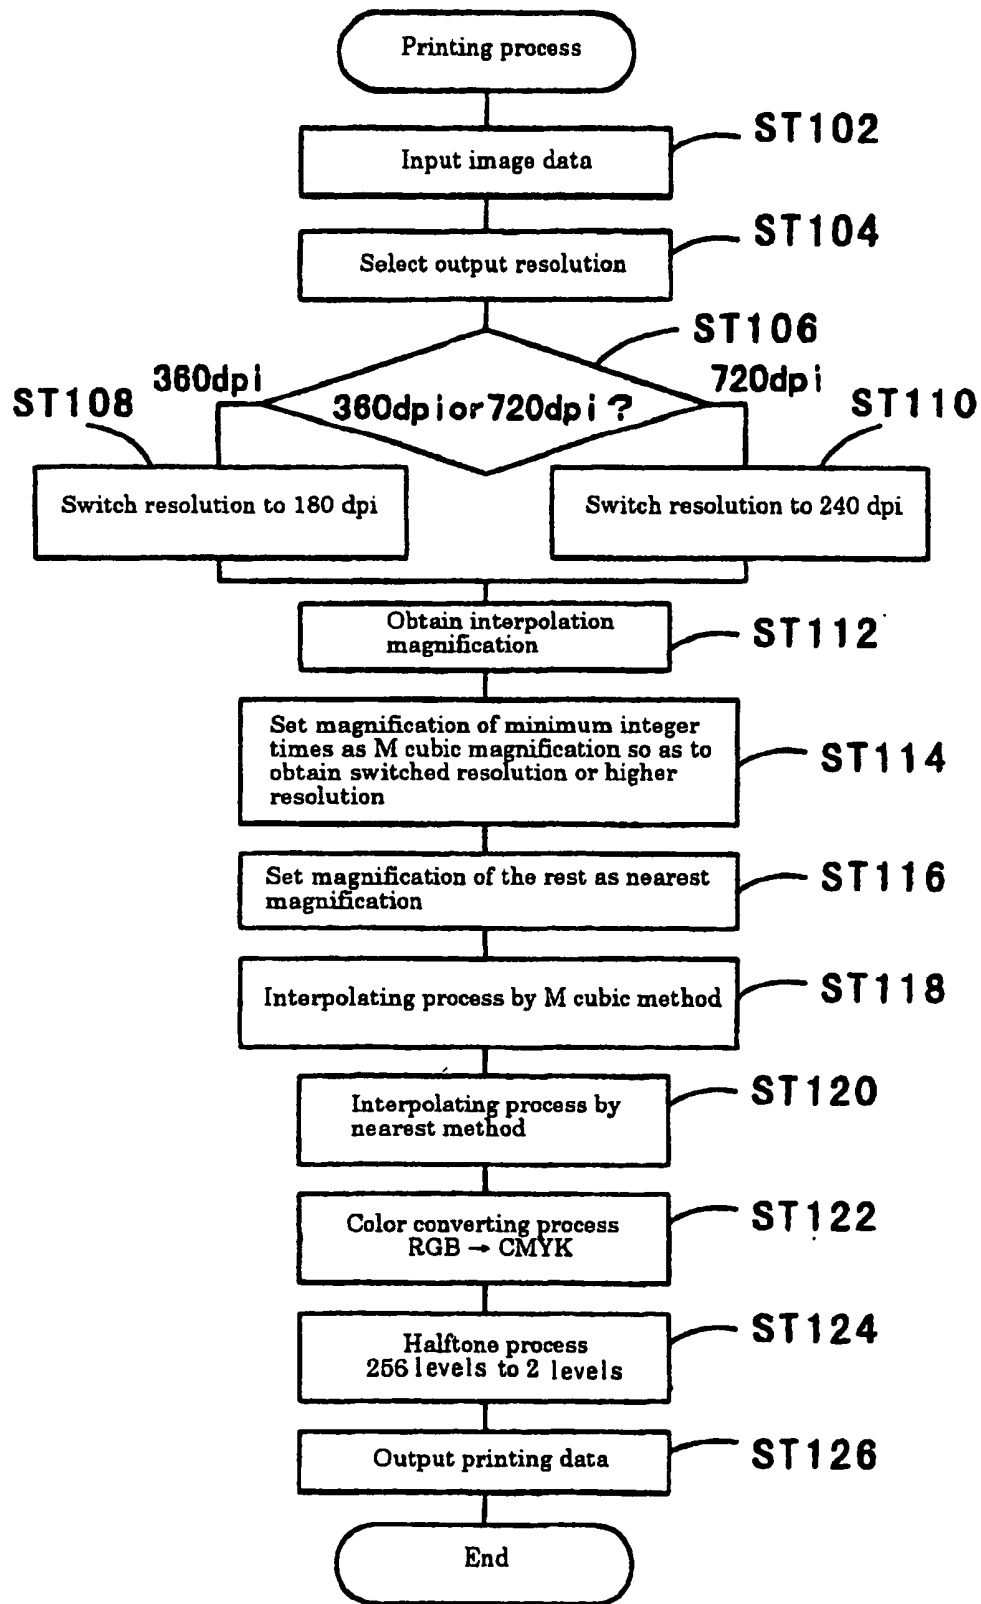 Printing process
ST102
Input image data
ST104
Select output resolution
ST106
360dpi
720dpi
360dpi or 720dpi ?
ST108
ST110
Switch resolution to 180 dpi
Switch resolution to 240 dpi
Obtain interpolation
magnification
ST112
Set magnification of minimum integer
times as M cubic magnification so as to
obtain switched resolution or higher
resolution
ST114
Set magnification of the rest as nearest
magnification
ST116
Interpolating process by M cubic method
ST118
Interpolating process by
nearest method
ST120
Color converting process
RGB → CMYK
ST122
Halftone process
256 levels to 2 levels
ST124
Output printing data
ST126
End